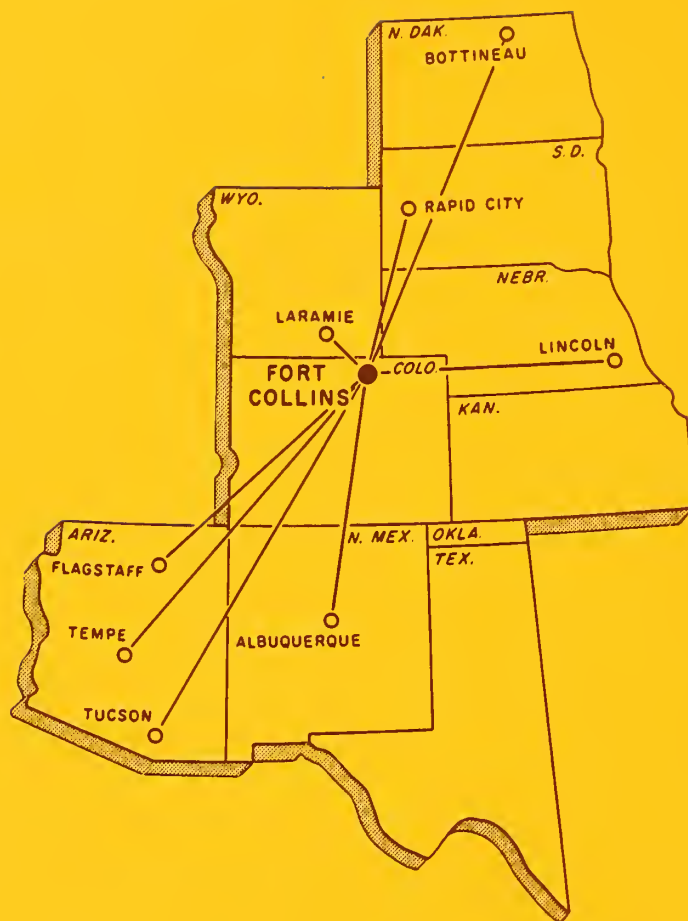 N. DAK.
BOTTINEAU
S. D.
WYO.
RAPID CITY
NEBR.
LARAMIE
LINCOLN
FORT
COLLINS
COLO.
KAN.
ARIZ.
N. MEX.
OKLA.
TEX.
FLAGSTAFF
TEMPE
ALBUQUERQUE
TUCSON